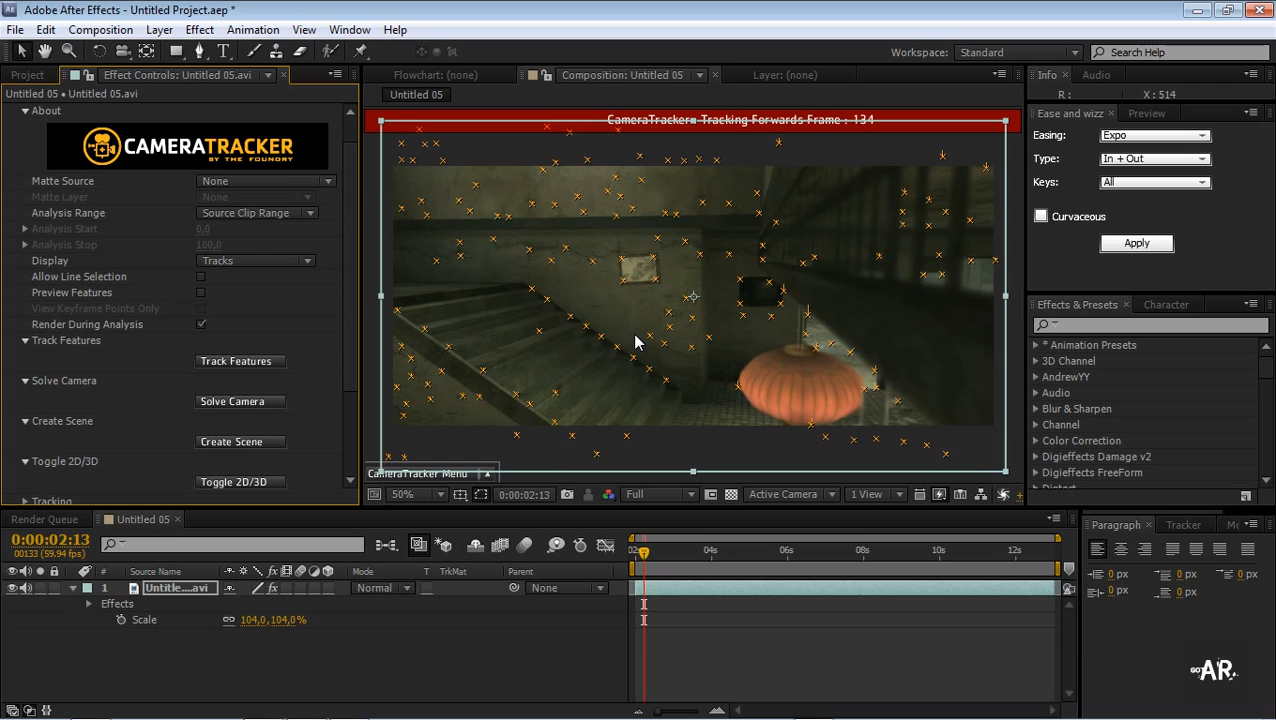 Adobe After Effects - Untitled Project.aep *
File Edit Composition Layer Effect Animation View Window Help
Workspace: Standard Search Help
Project Effect Controls: Untitled 05.avi Flowchart: (none) Composition: Untitled 05 Layer: (none) Info Audio
Untitled 05 • Untitled 05.avi
Untitled 05
R : X : 514
About
CAMERATRACKER
BY THE FOUNDRY
Matte Source None
Matte Layer None
Analysis Range Source Clip Range
Analysis Start 0,0
Analysis Stop 100,0
Display Tracks
Allow Line Selection
Preview Features
View Keyframe Points Only
Render During Analysis
Track Features
Track Features
Solve Camera
Solve Camera
Create Scene
Create Scene
Toggle 2D/3D
Toggle 2D/3D
Tracking
CameraTracker - Tracking Forwards Frame : 134
CameraTracker Menu
50% 0:00:02:13 Full Active Camera 1 View
Ease and wizz Preview
Easing: Expo
Type: In + Out
Keys: All
Curvaceous
Apply
Effects & Presets Character
* Animation Presets
3D Channel
AndrewYY
Audio
Blur & Sharpen
Channel
Color Correction
Digieffects Damage v2
Digieffects FreeForm
Distort
Render Queue Untitled 05
0:00:02:13
00133 (59.94 fps)
# Source Name Mode T TrkMat Parent
04s 06s 08s 10s 12s
1 Untitle....avi Normal None
Effects
Scale 104,0,104,0%
Paragraph Tracker
0 px 0 px 0 px
0 px 0 px
AR